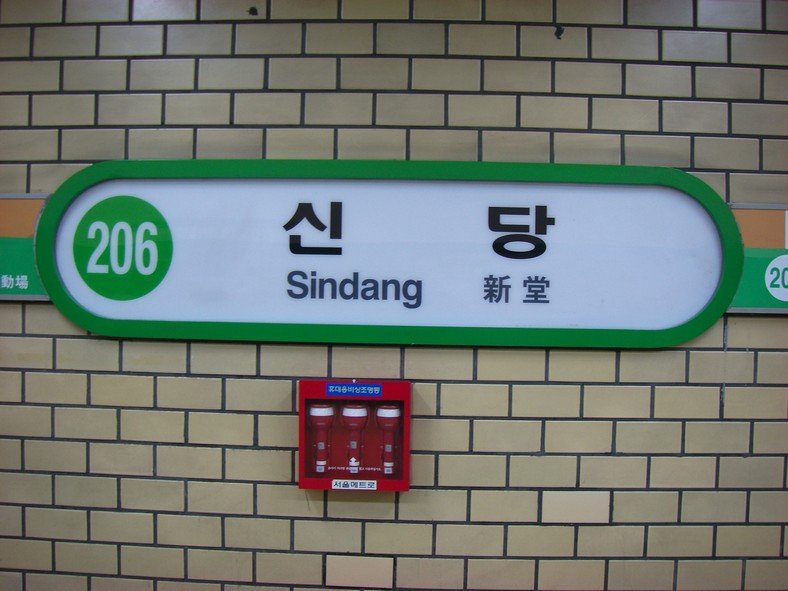 206
신 당
Sindang 新堂
動場
20
휴대용비상조명등
서울메트로